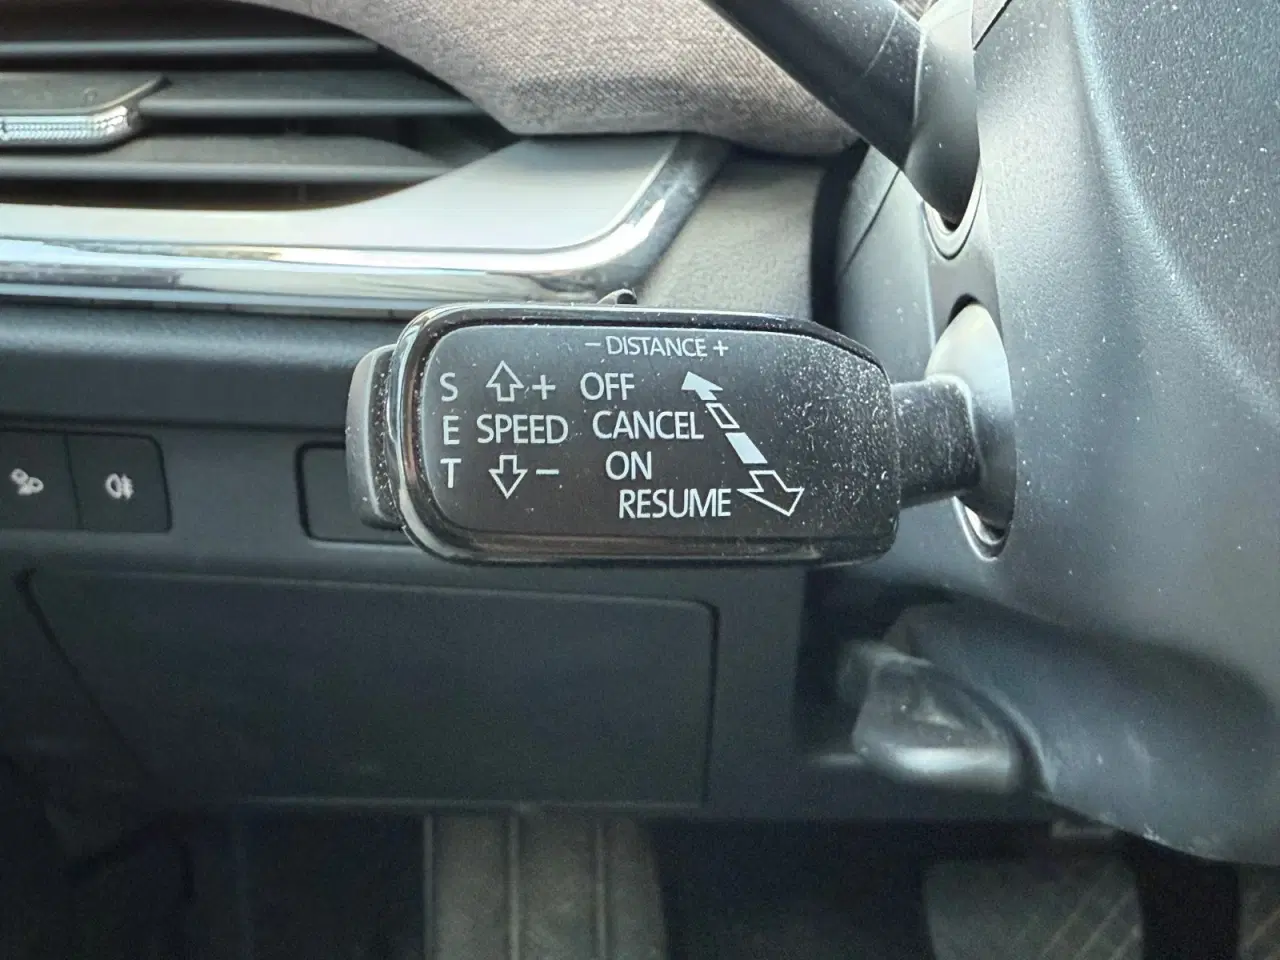 – DISTANCE +
S + OFF
E SPEED CANCEL
T – ON
RESUME